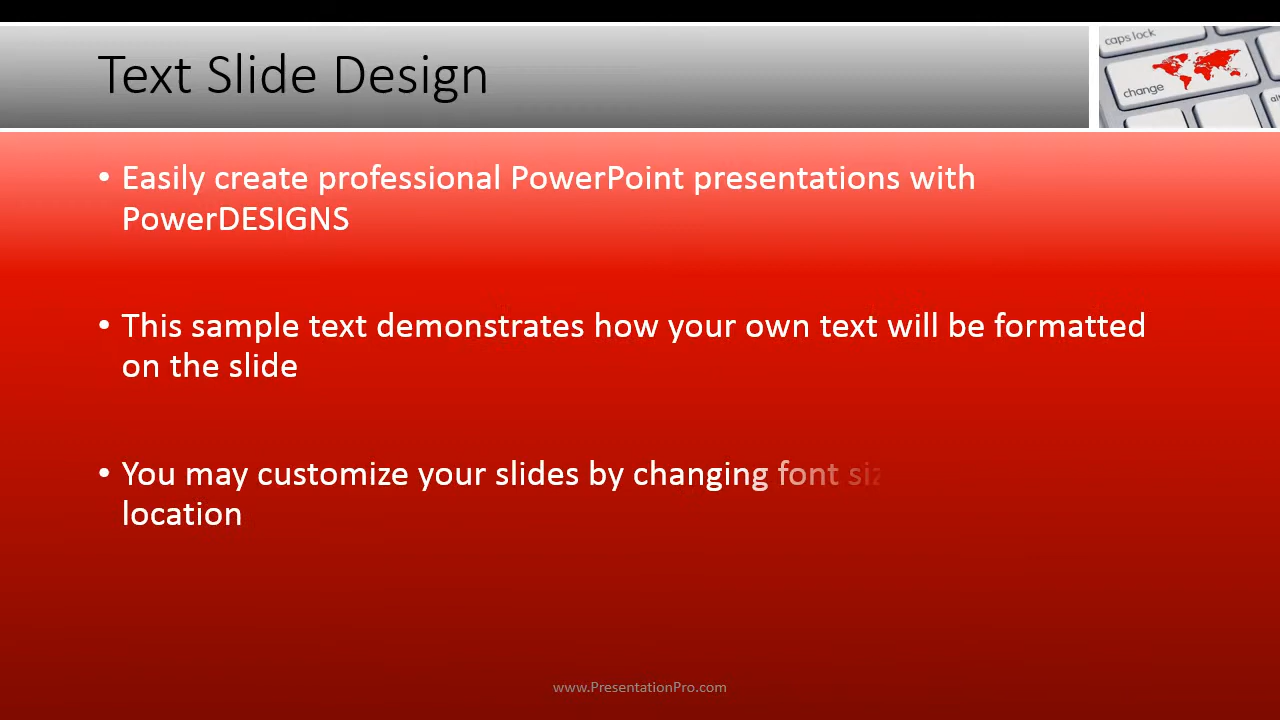 Text Slide Design
caps lock
change
• Easily create professional PowerPoint presentations with
PowerDESIGNS
• This sample text demonstrates how your own text will be formatted
on the slide
• You may customize your slides by changing font
location
www.PresentationPro.com